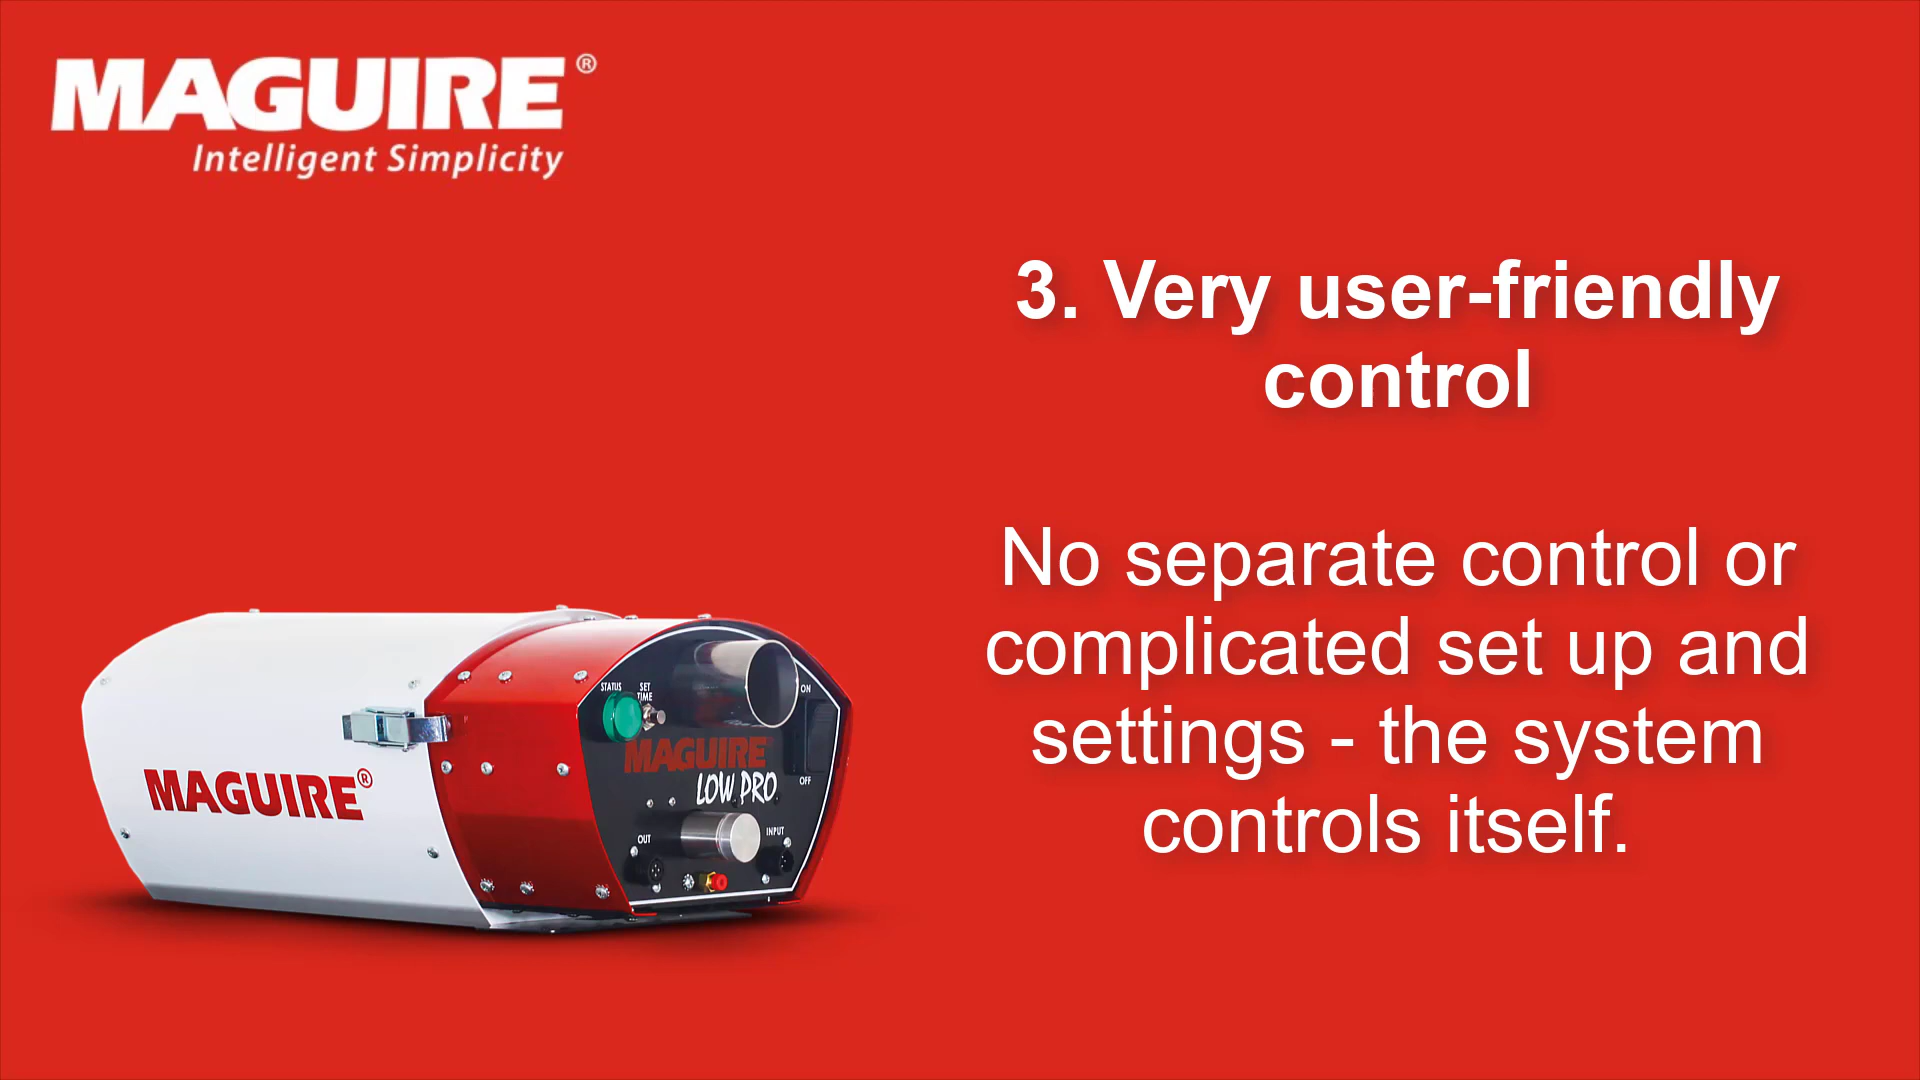 MAGUIRE®
Intelligent Simplicity
3. Very user-friendly
control
No separate control or
complicated set up and
settings - the system
controls itself.
STATUS
SET
TIME
ON
MAGUIRE
LOW PRO
OFF
OUT
INPUT
MAGUIRE®